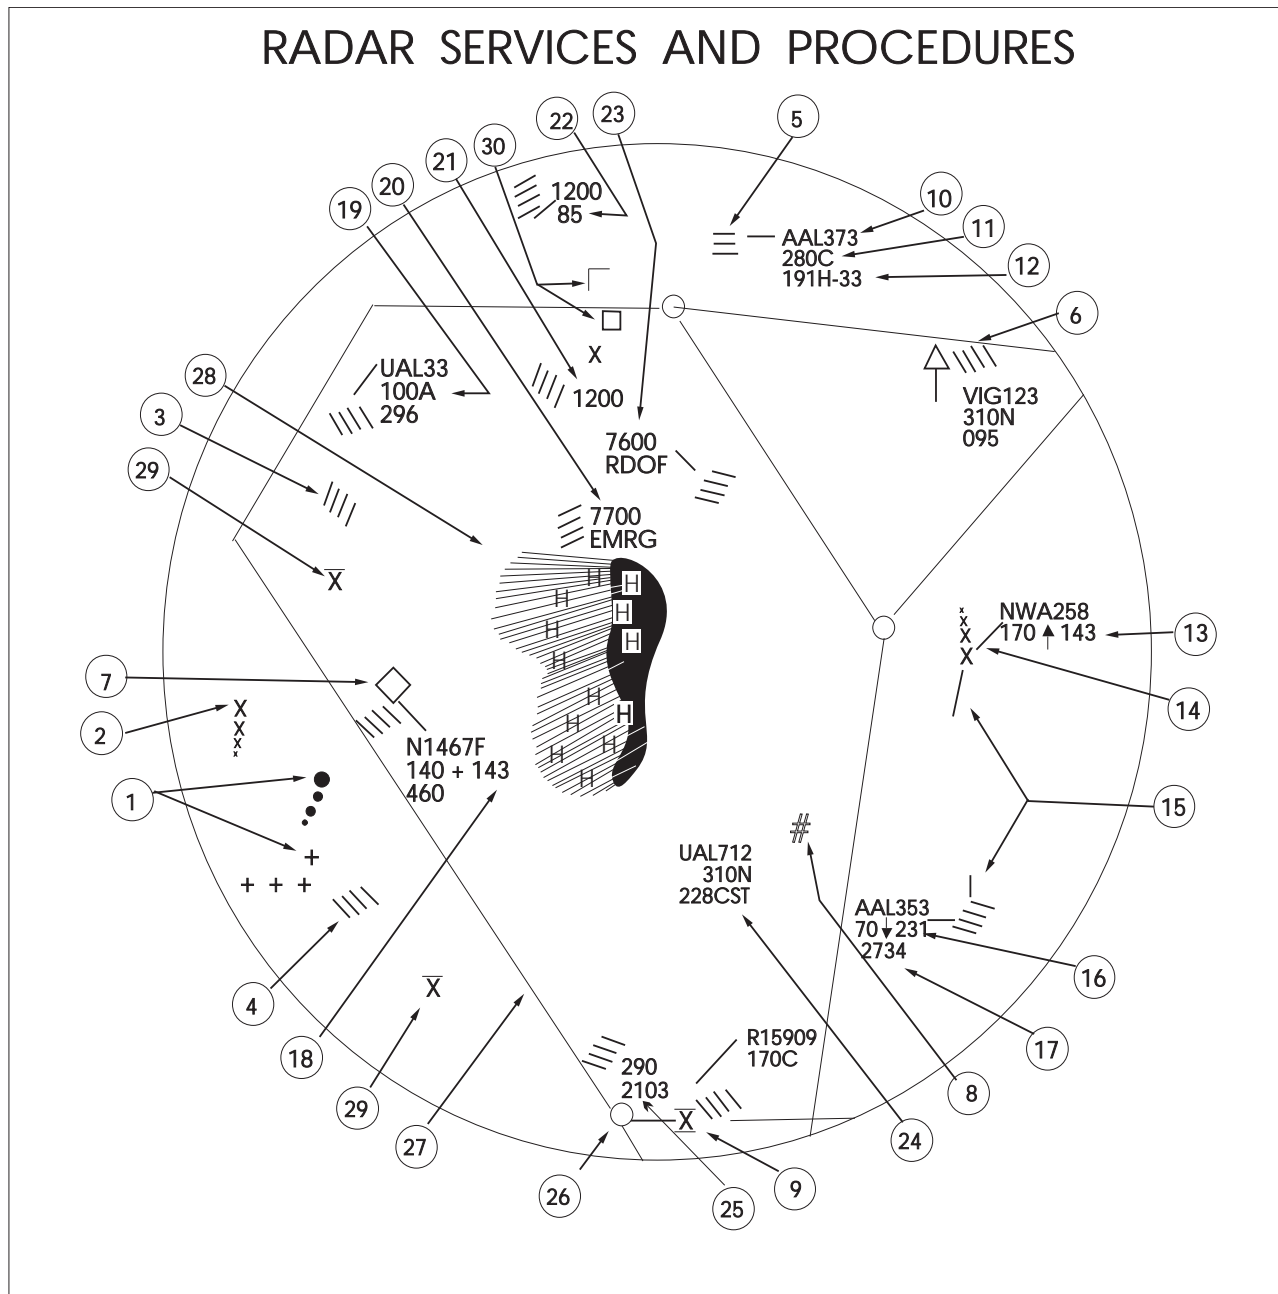 RADAR SERVICES AND PROCEDURES
23
22
5
30
21
20
19
1200
85
10
11
12
AAL373
280C
191H-33
6
28
3
29
UAL33
100A
296
X
1200
7600
RDOF
VIG123
310N
095
7700
EMRG
X
H
H
H
H
H
H
H
H
H
H
H
H
H
NWA258
170 143
13
x
x
X
X
14
7
2
X
X
x
x
1
N1467F
140 + 143
460
15
+
+ + +
#
UAL712
310N
228CST
AAL353
70 231
2734
16
4
X
18
17
29
27
R15909
170C
290
2103
X
8
24
26
25
9